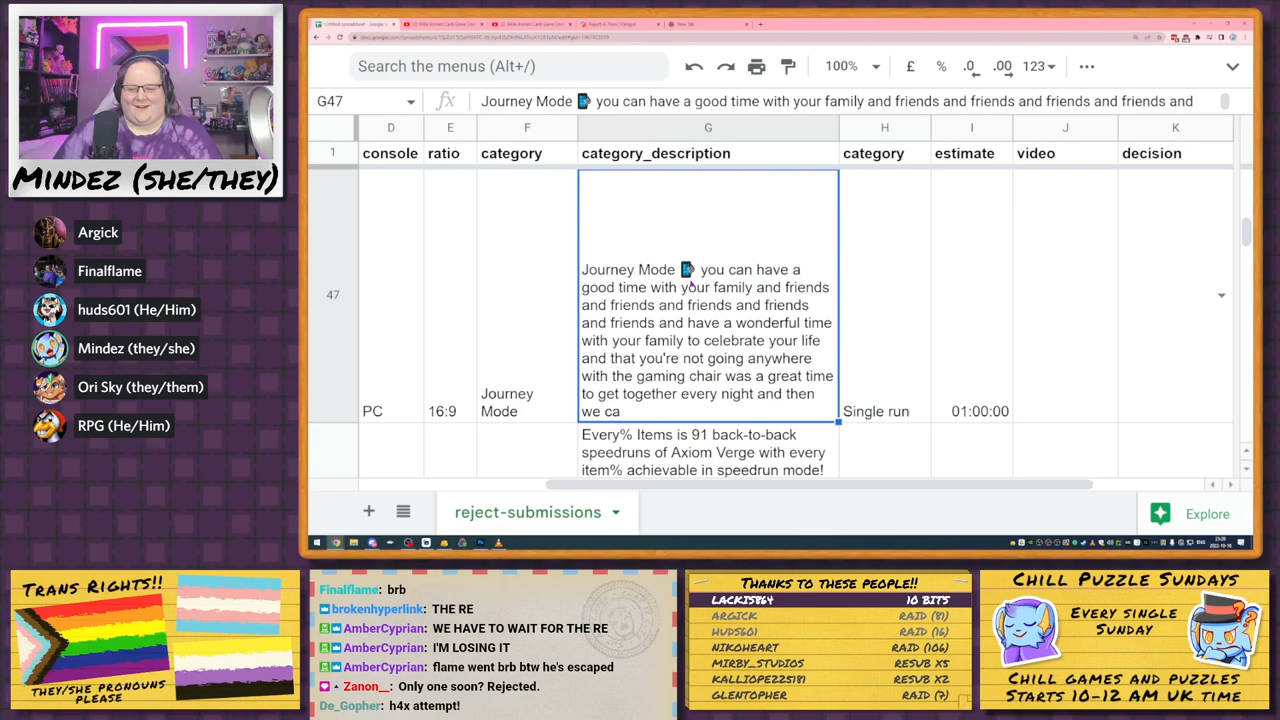 MINDEZ (SHE/THEY)
Argick
Finalflame
huds601 (He/Him)
Mindez (they/she)
Ori Sky (they/them)
RPG (He/Him)
Search the menus (Alt+/)
100%
£ % .0 .00 123
G47
fx
Journey Mode you can have a good time with your family and friends and friends and friends and friends and
D E F G H I J K
1 console ratio category category_description category estimate video decision
47
PC
16:9
Journey
Mode
Journey Mode you can have a
good time with your family and friends
and friends and friends and friends
and friends and have a wonderful time
with your family to celebrate your life
and that you're not going anywhere
with the gaming chair was a great time
to get together every night and then
we ca
Single run
01:00:00
Every% Items is 91 back-to-back
speedruns of Axiom Verge with every
item% achievable in speedrun mode!
reject-submissions
Explore
TRANS RIGHTS!!
THEY/SHE PRONOUNS
PLEASE
Finalflame: brb
brokenhyperlink: THE RE
AmberCyprian: WE HAVE TO WAIT FOR THE RE
AmberCyprian: I'M LOSING IT
AmberCyprian: flame went brb btw he's escaped
Zanon__: Only one soon? Rejected.
De_Gopher: h4x attempt!
THANKS TO THESE PEOPLE!!
LACKIS864 10 BITS
ARGICK RAID (81)
HUDS601 RAID (16)
NIKOHEART RAID (106)
MIRBY_STUDIOS RESUB X5
KALLIOPEZZS181 RESUB X2
GLENTOPHER RAID (7)
CHILL PUZZLE SUNDAYS
EVERY SINGLE
SUNDAY
CHILL GAMES AND PUZZLES
STARTS 10-12 AM UK TIME